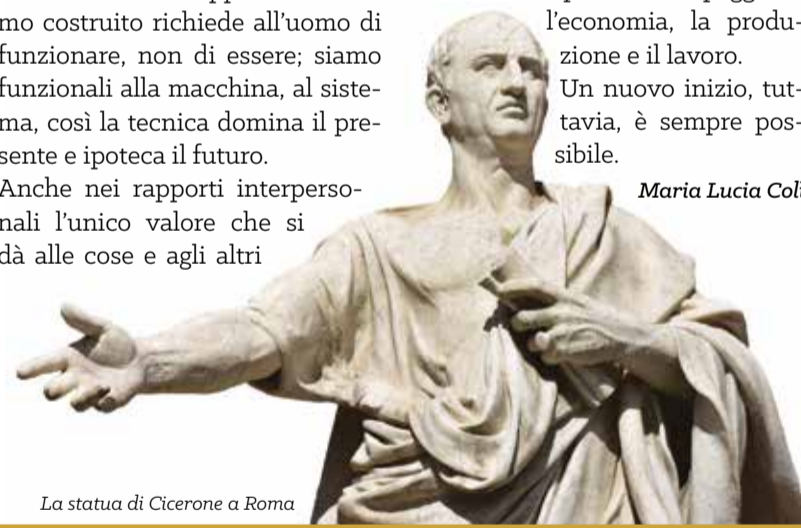 mo costruito richiede all’uomo di
funzionare, non di essere; siamo
funzionali alla macchina, al siste-
ma, così la tecnica domina il pre-
sente e ipoteca il futuro.
Anche nei rapporti interperso-
nali l’unico valore che si
dà alle cose e agli altri
l’economia, la produ-
zione e il lavoro.
Un nuovo inizio, tut-
tavia, è sempre pos-
sibile.
Maria Lucia
La statua di Cicerone a Roma